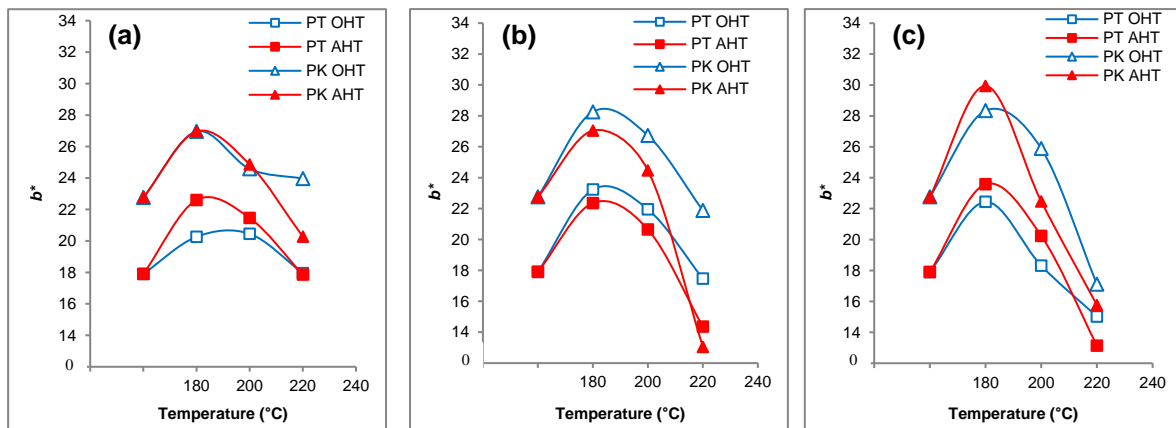 (a)
PT OHT
PT AHT
PK OHT
PK AHT
34
32
30
28
26
24
22
20
18
16
14
0
b*
180 200 220 240
Temperature (°C)
(b)
PT OHT
PT AHT
PK OHT
PK AHT
34
32
30
28
26
24
22
20
18
16
14
0
b*
180 200 220 240
Temperature (°C)
(c)
PT OHT
PT AHT
PK OHT
PK AHT
34
32
30
28
26
24
22
20
18
16
14
0
b*
180 200 220 240
Temperature (°C)